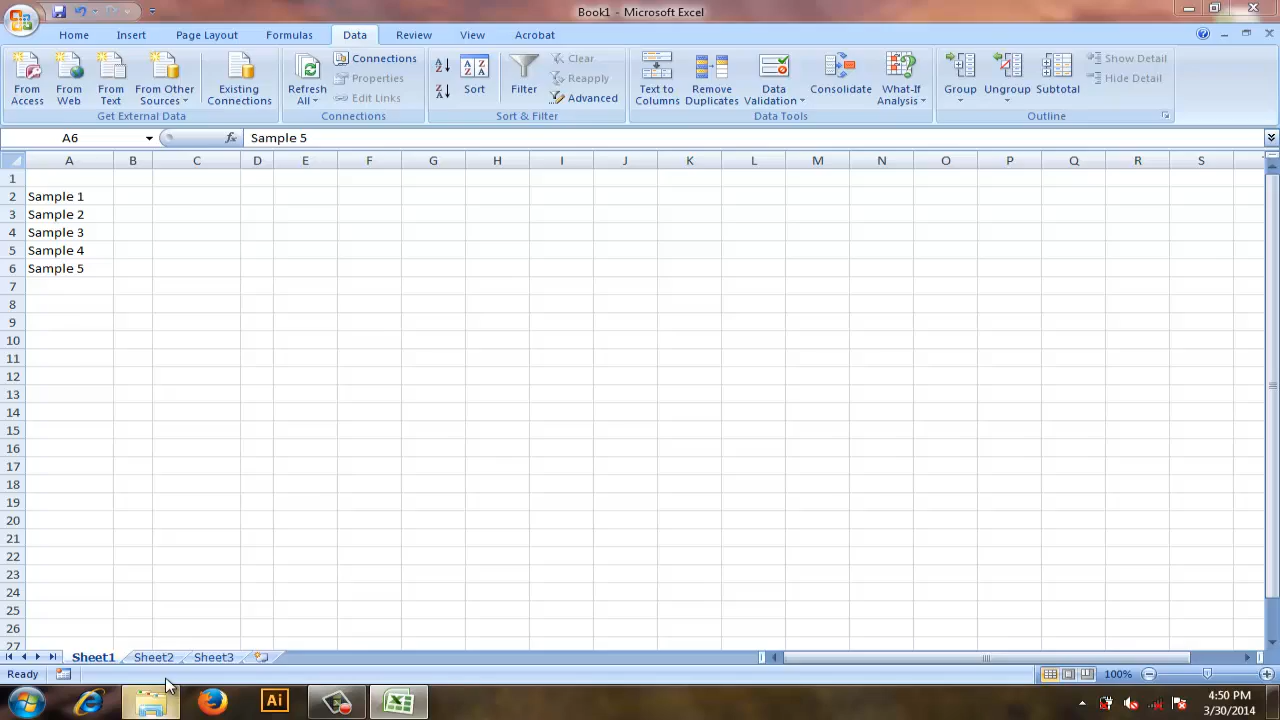 Book1 - Microsoft Excel
Home Insert Page Layout Formulas Data Review View Acrobat
From Access
From Web
From Text
From Other Sources
Existing Connections
Get External Data
Refresh All
Connections
Properties
Edit Links
Connections
Sort
Filter
Clear
Reapply
Advanced
Sort & Filter
Text to Columns
Remove Duplicates
Data Validation
Consolidate
What-If Analysis
Data Tools
Group
Ungroup
Subtotal
Show Detail
Hide Detail
Outline
A6 fx Sample 5
A B C D E F G H I J K L M N O P Q R S
1
2 Sample 1
3 Sample 2
4 Sample 3
5 Sample 4
6 Sample 5
7
8
9
10
11
12
13
14
15
16
17
18
19
20
21
22
23
24
25
26
27
Sheet1 Sheet2 Sheet3
Ready 100%
Ai
4:50 PM
3/30/2014